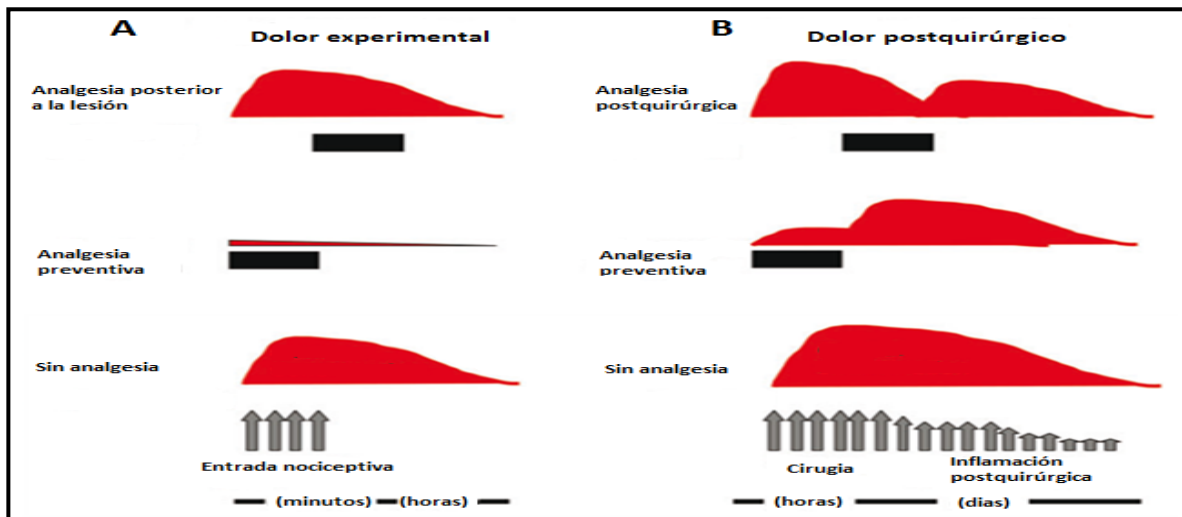 A
Dolor experimental
Analgesia posterior
a la lesión
Analgesia
preventiva
Sin analgesia
Entrada nociceptiva
(minutos) (horas)
B
Dolor postquirúrgico
Analgesia
postquirúrgica
Analgesia
preventiva
Sin analgesia
Cirugia
Inflamación
postquirúrgica
(horas) (dias)